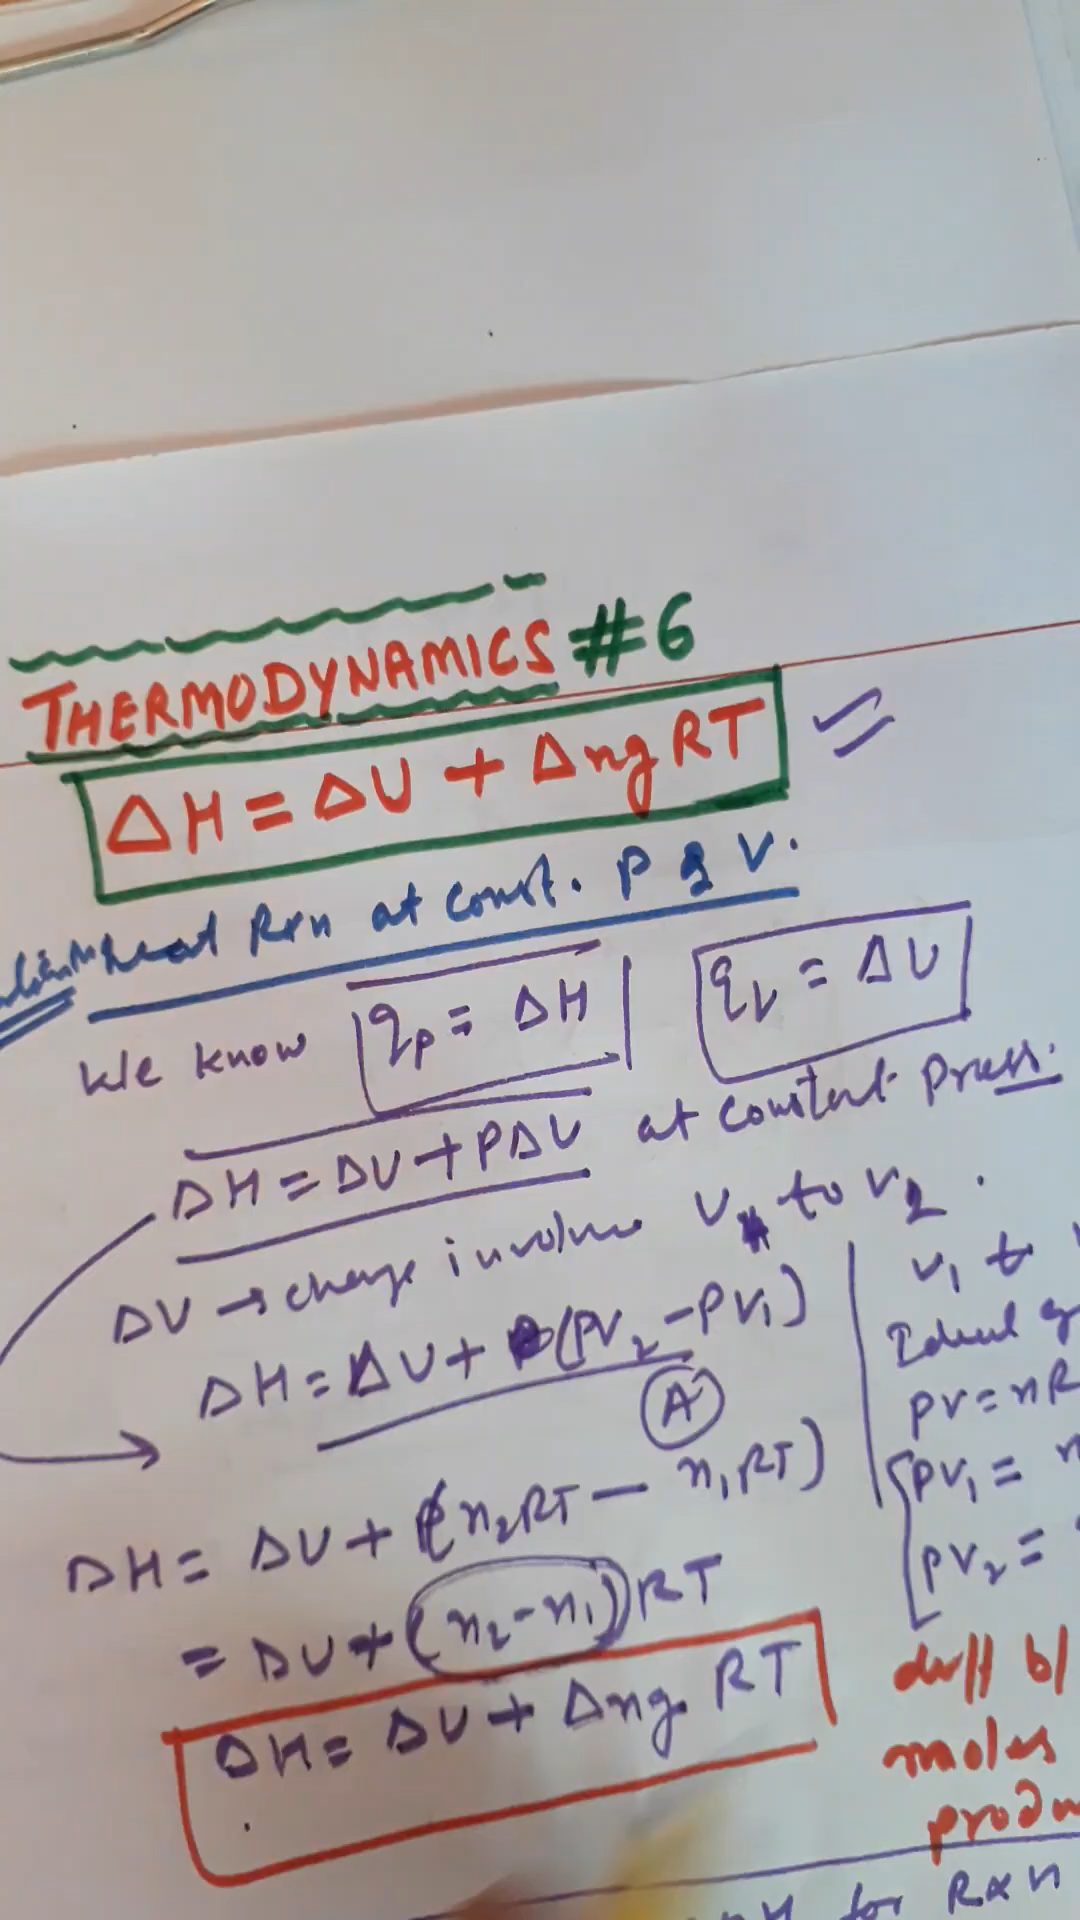 THERMODYNAMICS #6
ΔH = ΔU + Δng RT
heat Rxn at const. P & V.
We know qp = ΔH | qv = ΔU
ΔH = ΔU + PΔV at constant press.
ΔV → change in volume V1 to V2.
ΔH = ΔU + (PV2 - PV1)
A
V1 to
Ideal
PV = nR
PV1 =
PV2 =
ΔH = ΔU + (n2RT - n1RT)
= ΔU + (n2 - n1) RT
ΔH = ΔU + Δng RT
diff b/
moles
produ
for Rxn